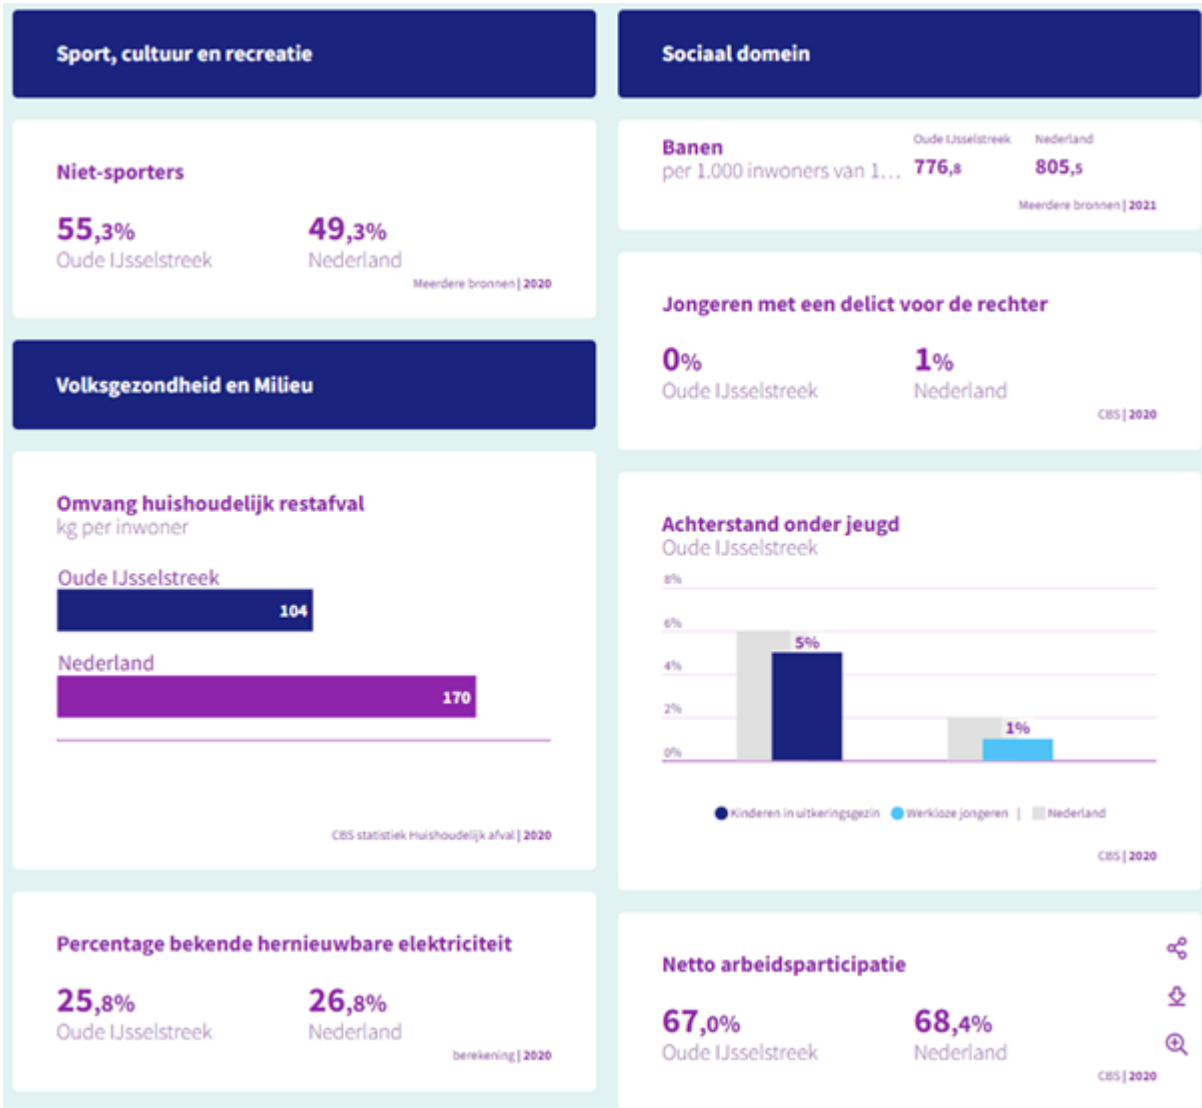 Sport, cultuur en recreatie
Niet-sporters
55,3%
49,3%
Oude IJsselstreek
Nederland
Meerdere bronnen | 2020
Volksgezondheid en Milieu
Omvang huishoudelijk restafval
kg per inwoner
Oude IJsselstreek
104
Nederland
170
CBS statistiek Huishoudelijk afval | 2020
Percentage bekende hernieuwbare elektriciteit
25,8%
26,8%
Oude IJsselstreek
Nederland
berekening | 2020
Sociaal domein
Banen
per 1.000 inwoners van 1...
Oude IJsselstreek
Nederland
776,8
805,5
Meerdere bronnen | 2021
Jongeren met een delict voor de rechter
0%
1%
Oude IJsselstreek
Nederland
CBS | 2020
Achterstand onder jeugd
Oude IJsselstreek
8%
6%
4%
2%
0%
5%
1%
Kinderen in uitkeringsgezin
Werkloze jongeren |
Nederland
CBS | 2020
Netto arbeidsparticipatie
67,0%
68,4%
Oude IJsselstreek
Nederland
CBS | 2020